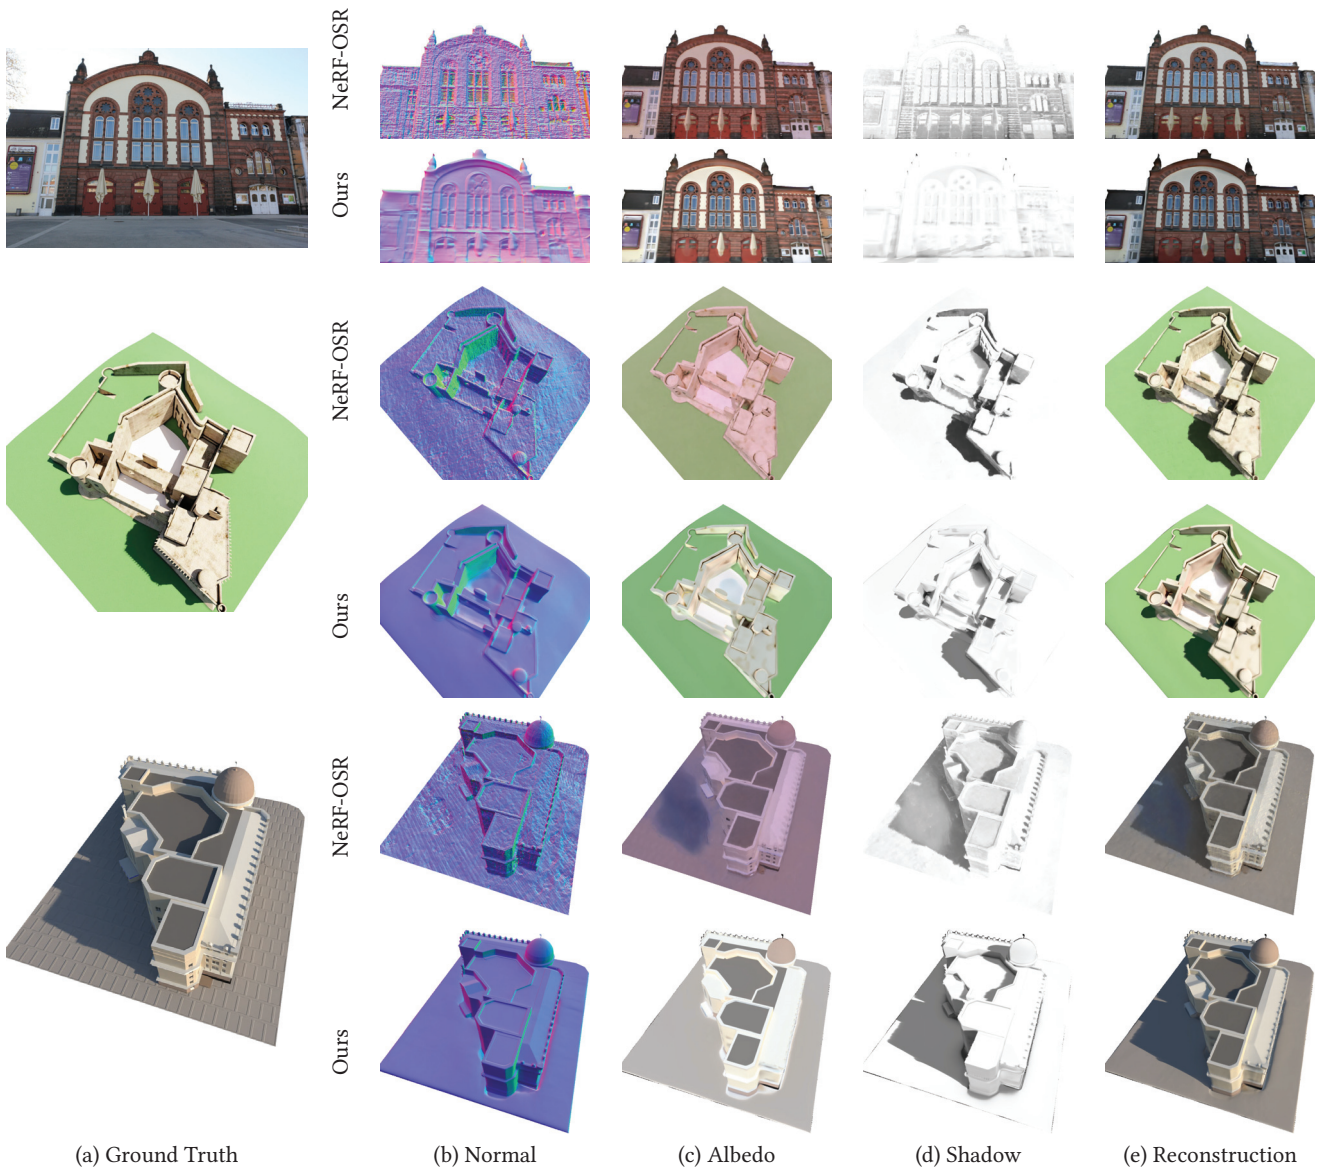 NeRF-OSR
Ours
NeRF-OSR
Ours
NeRF-OSR
Ours
(a) Ground Truth
(b) Normal
(c) Albedo
(d) Shadow
(e) Reconstruction